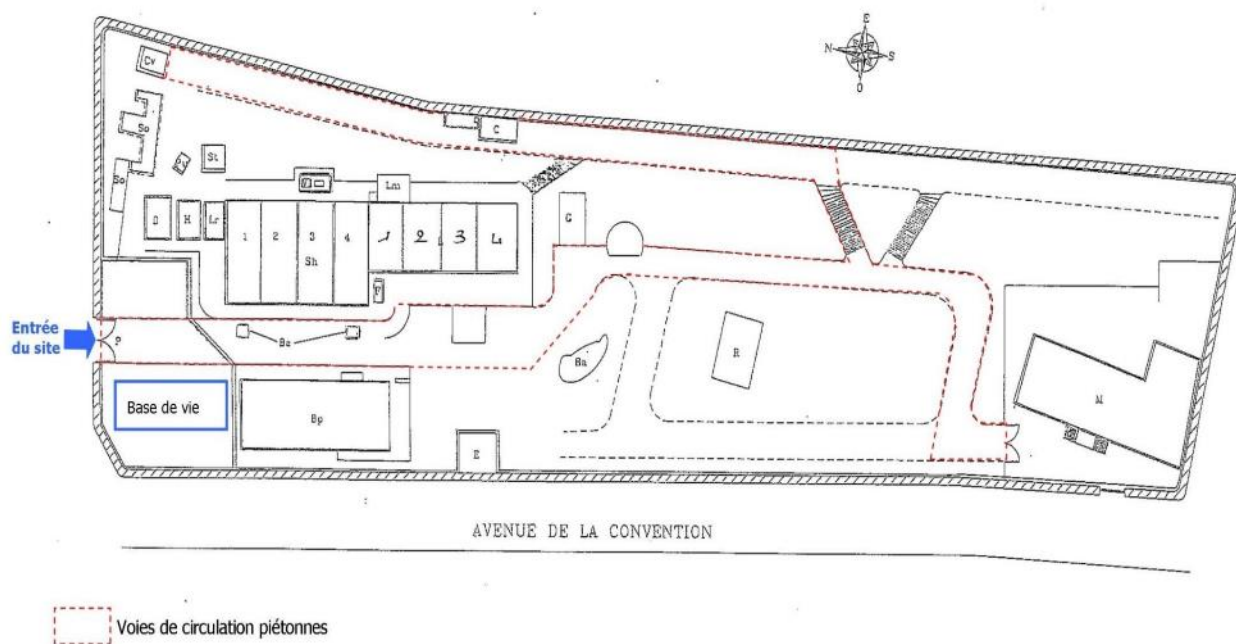 E
N
S
O
Cv
So
So
Pv
St
C
Lm
D
H
Lr
G
1
2
3
4
1
2
3
4
Sh
T
Entrée
du site
P
Ba
Ba
R
M
Base de vie
Bp
E
AVENUE DE LA CONVENTION
Voies de circulation piétonnes